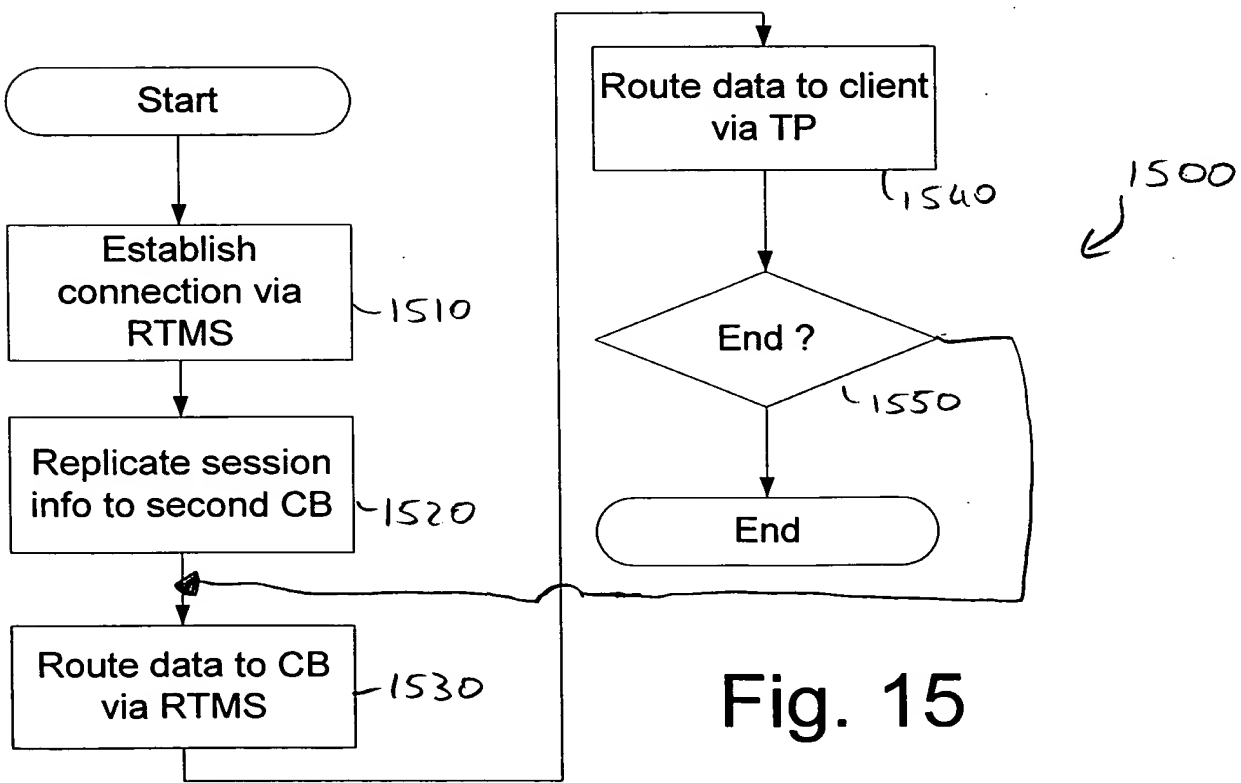 Start
Establish
connection via
RTMS
1510
Replicate session
info to second CB
1520
Route data to CB
via RTMS
1530
Route data to client
via TP
1540
1500
End ?
1550
End
Fig. 15